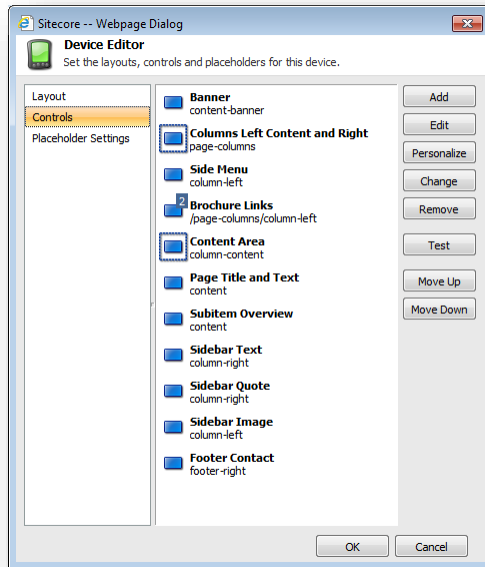 Sitecore -- Webpage Dialog
Device Editor
Set the layouts, controls and placeholders for this device.
Layout
Controls
Placeholder Settings
Banner
content-banner
Columns Left Content and Right
page-columns
Side Menu
column-left
2
Brochure Links
/page-columns/column-left
Content Area
column-content
Page Title and Text
content
Subitem Overview
content
Sidebar Text
column-right
Sidebar Quote
column-right
Sidebar Image
column-left
Footer Contact
footer-right
Add
Edit
Personalize
Change
Remove
Test
Move Up
Move Down
OK
Cancel